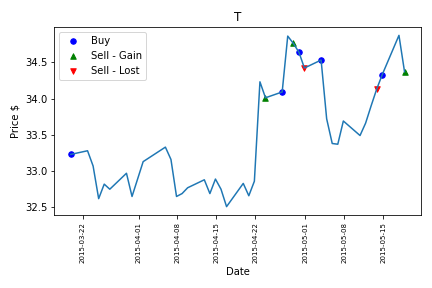 T
Buy
Sell - Gain
Sell - Lost
Price $
34.5
34.0
33.5
33.0
32.5
2015-03-22
2015-04-01
2015-04-08
2015-04-15
2015-04-22
2015-05-01
2015-05-08
2015-05-15
Date